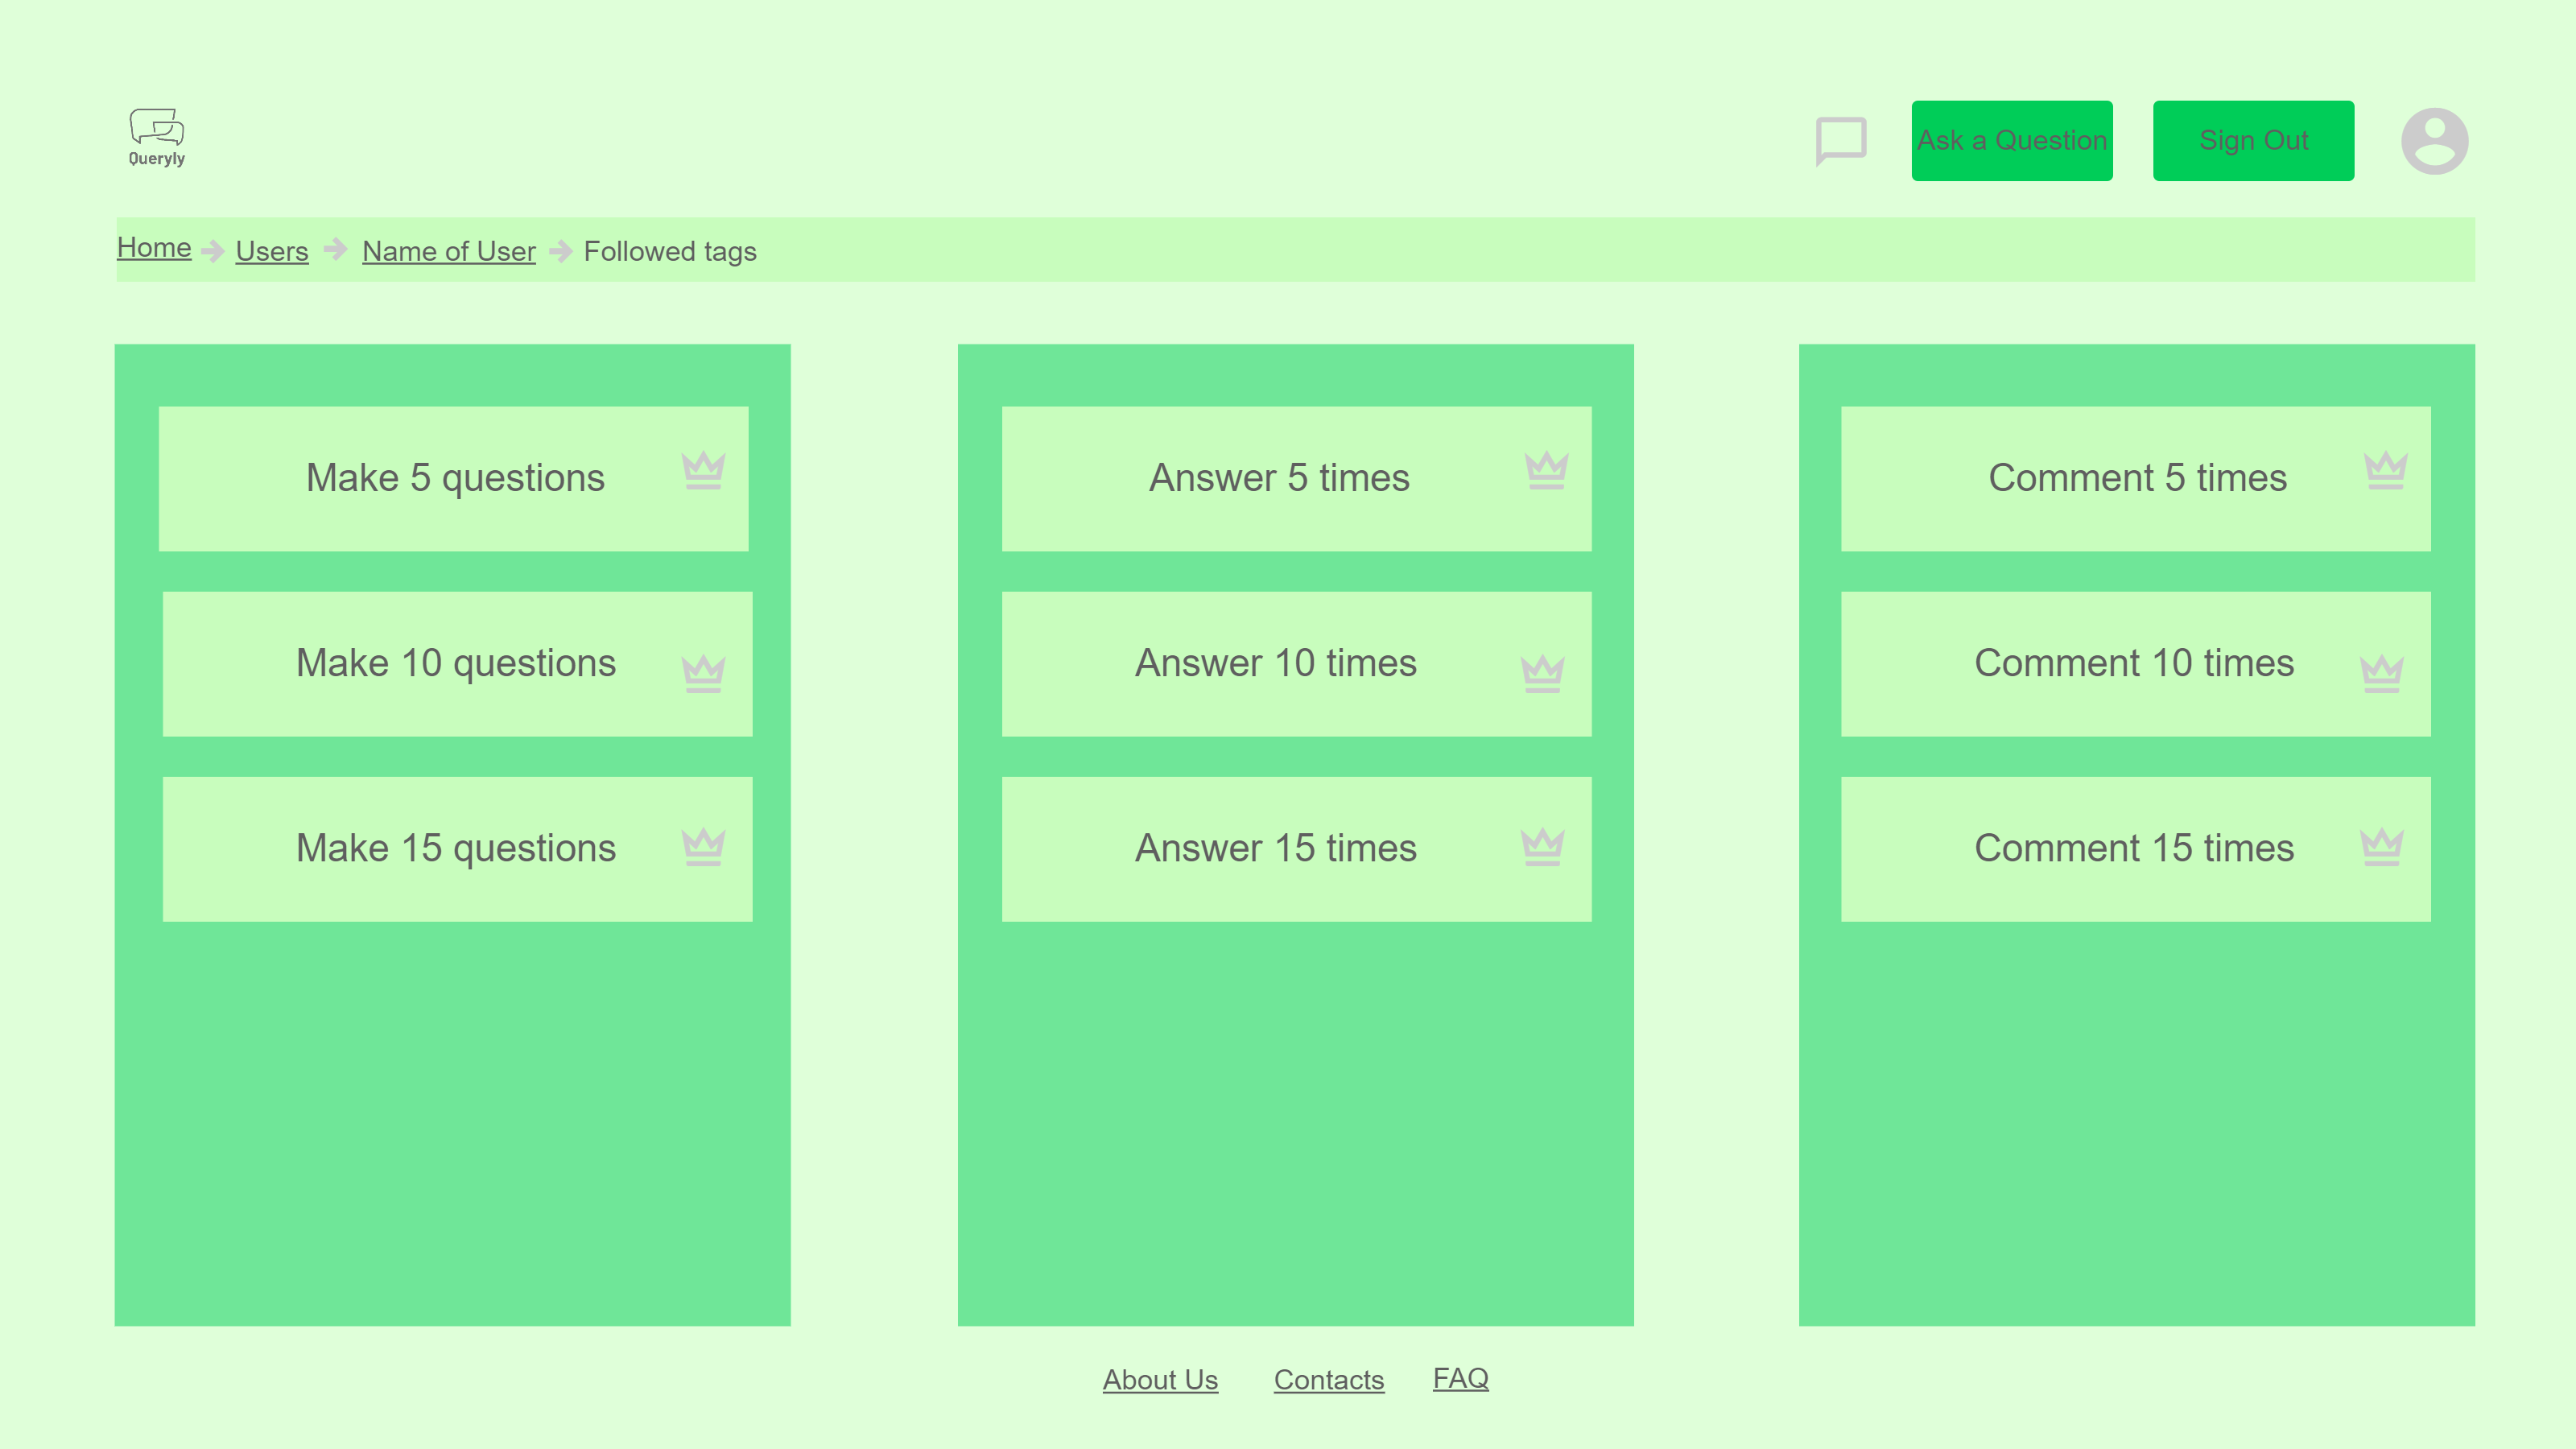 Queryly
Ask a Question
Sign Out
Home Users Name of User Followed tags
Make 5 questions
Make 10 questions
Make 15 questions
Answer 5 times
Answer 10 times
Answer 15 times
Comment 5 times
Comment 10 times
Comment 15 times
About Us Contacts FAQ